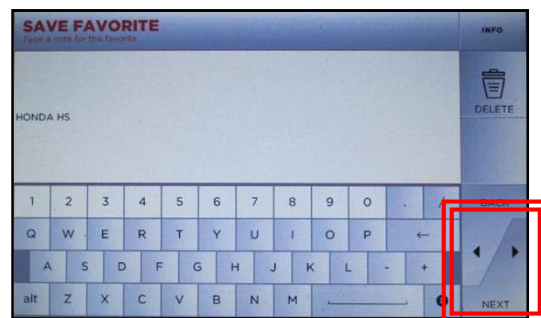 SAVE FAVORITE
Type a note for this favorite
INFO
HONDA HS
DELETE
1 2 3 4 5 6 7 8 9 0 . /
BACK
Q W E R T Y U I O P ←
A S D F G H J K L - +
alt Z X C V B N M
NEXT